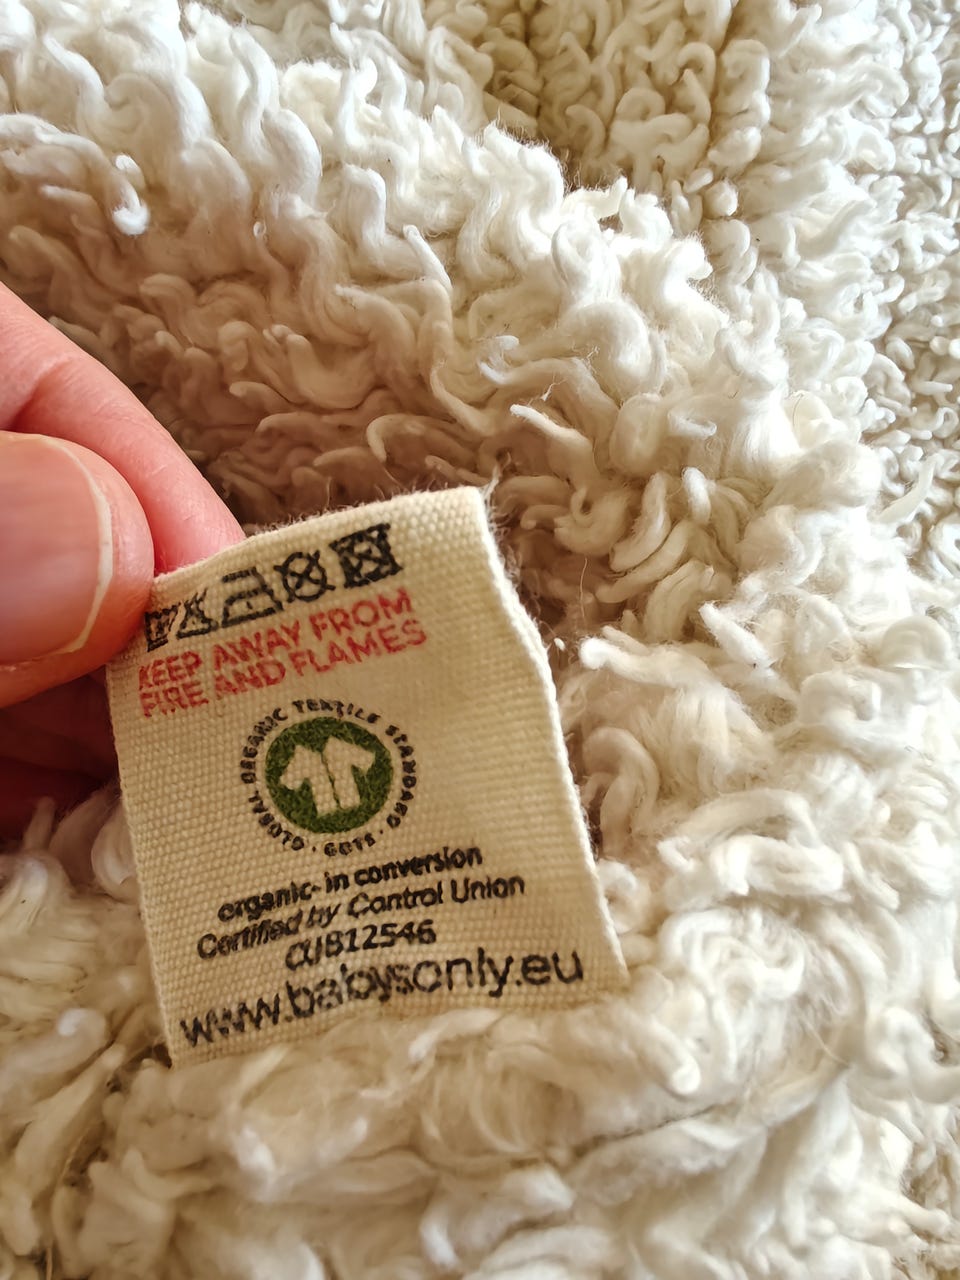 KEEP AWAY FROM
FIRE AND FLAMES
GLOBAL ORGANIC TEXTILE STANDARD · GOTS ·
organic- in conversion
Certified by Control Union
CUB12546
www.babysonly.eu